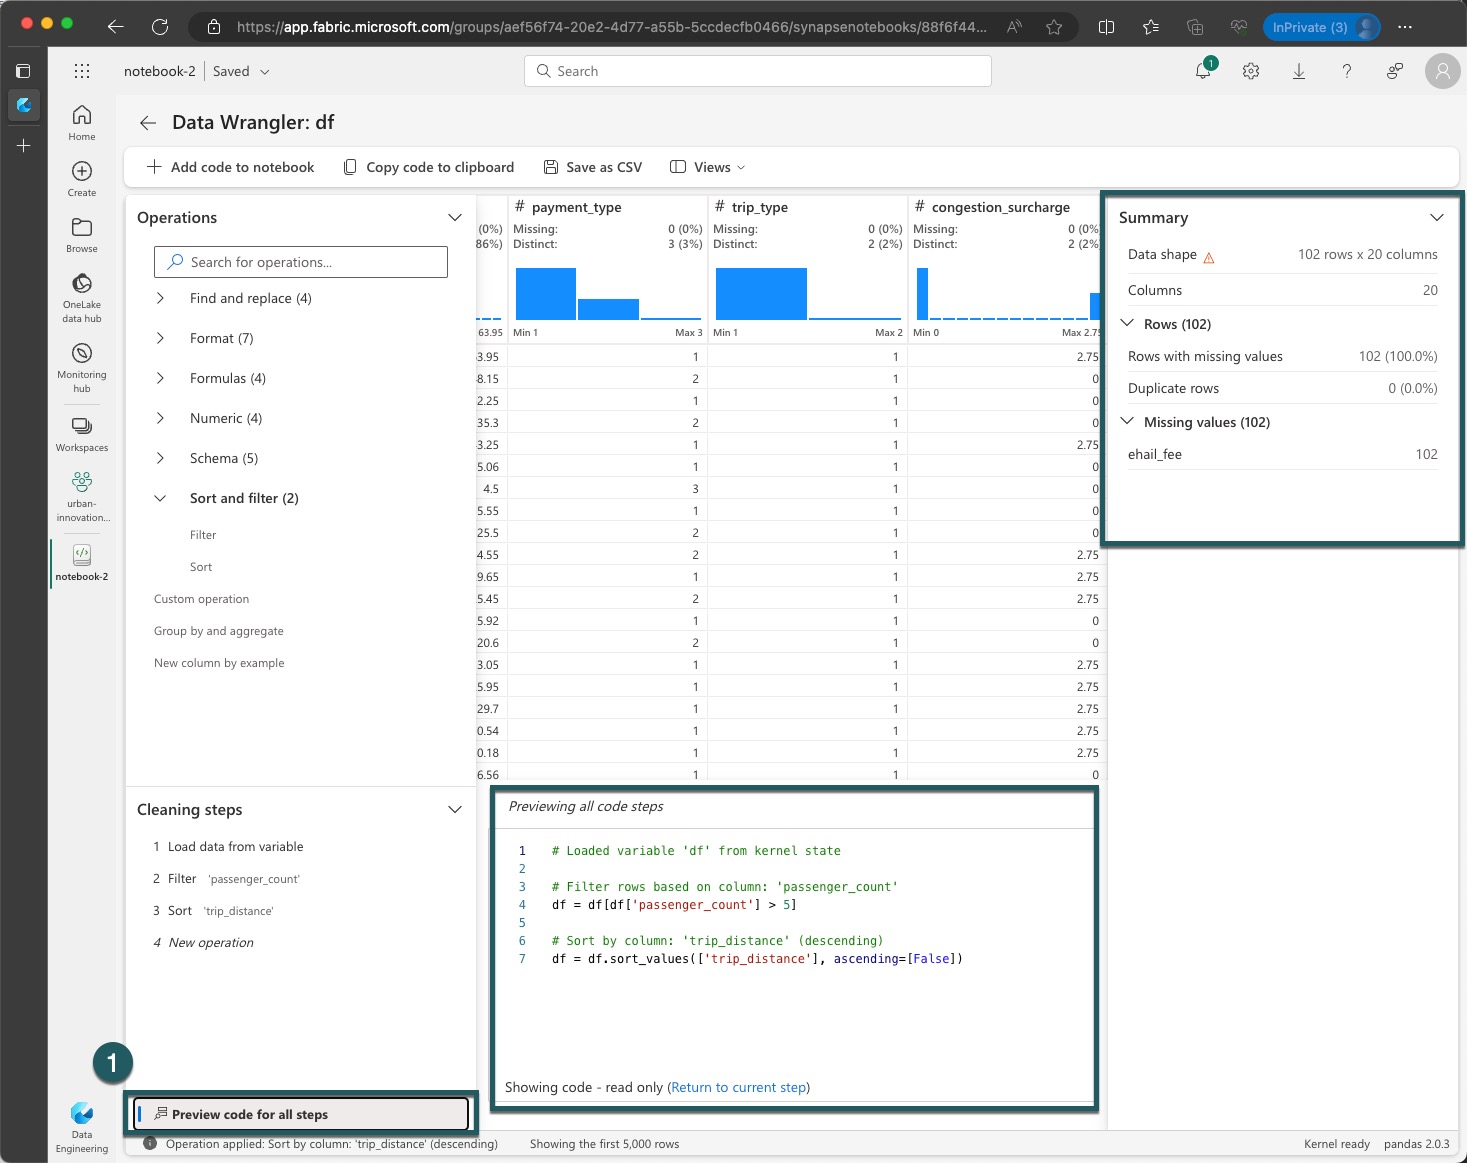 https://app.fabric.microsoft.com/groups/aef56f74-20e2-4d77-a55b-5ccdecfb0466/synapsenotebooks/88f6f44...
InPrivate (3)
notebook-2 Saved
Search
1
Home
Create
Browse
OneLake
data hub
Monitoring
hub
Workspaces
urban-
innovation...
notebook-2
Data
Engineering
Data Wrangler: df
Add code to notebook
Copy code to clipboard
Save as CSV
Views
Operations
Search for operations...
Find and replace (4)
Format (7)
Formulas (4)
Numeric (4)
Schema (5)
Sort and filter (2)
Filter
Sort
Custom operation
Group by and aggregate
New column by example
Cleaning steps
1 Load data from variable
2 Filter 'passenger_count'
3 Sort 'trip_distance'
4 New operation
1
Preview code for all steps
# payment_type # trip_type # congestion_surcharge
(0%) Missing: 0 (0%) Missing: 0 (0%) Missing: 0 (0%
86%) Distinct: 3 (3%) Distinct: 2 (2%) Distinct: 2 (2%
63.95 Min 1 Max 3 Min 1 Max 2 Min 0 Max 2.75
3.95 1 1 2.75
8.15 2 1 0
2.25 1 1 0
35.3 2 1 0
3.25 1 1 2.75
5.06 1 1 0
4.5 3 1 0
5.55 1 1 0
25.5 2 1 0
4.55 2 1 2.75
9.65 1 1 2.75
5.45 2 1 2.75
5.92 1 1 0
20.6 2 1 0
3.05 1 1 2.75
5.95 1 1 2.75
29.7 1 1 2.75
0.54 1 1 2.75
0.18 1 1 2.75
6.56 1 1 0
Previewing all code steps
1 # Loaded variable 'df' from kernel state
2
3 # Filter rows based on column: 'passenger_count'
4 df = df[df['passenger_count'] > 5]
5
6 # Sort by column: 'trip_distance' (descending)
7 df = df.sort_values(['trip_distance'], ascending=[False])
Showing code - read only (Return to current step)
Summary
Data shape 102 rows x 20 columns
Columns 20
Rows (102)
Rows with missing values 102 (100.0%)
Duplicate rows 0 (0.0%)
Missing values (102)
ehail_fee 102
Operation applied: Sort by column: 'trip_distance' (descending)
Showing the first 5,000 rows
Kernel ready
pandas 2.0.3